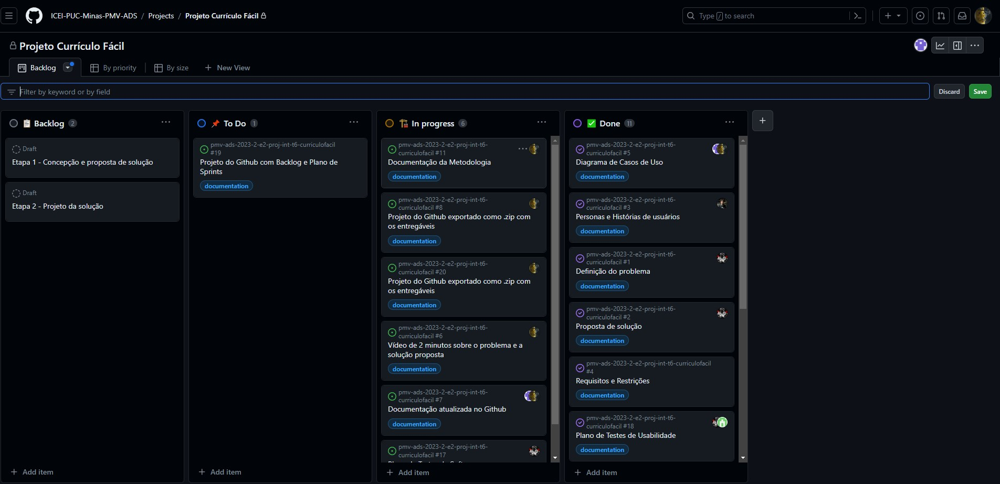 ICEI-PUC-Minas-PMV-ADS / Projects / Projeto Currículo Fácil
Type / to search
Projeto Currículo Fácil
Backlog
By priority
By size
New View
Filter by keyword or by field
Discard
Save
Backlog 2
Draft
Etapa 1 - Concepção e proposta de solução
Draft
Etapa 2 - Projeto da solução
Add item
To Do 1
pmv-ads-2023-2-e2-proj-int-t6-curriculofacil
#19
Projeto do Github com Backlog e Plano de
Sprints
documentation
Add item
In progress 6
pmv-ads-2023-2-e2-proj-int-t6-
curriculofacil #11
Documentação da Metodologia
documentation
pmv-ads-2023-2-e2-proj-int-t6-
curriculofacil #8
Projeto do Github exportado como .zip com
os entregáveis
documentation
pmv-ads-2023-2-e2-proj-int-t6-
curriculofacil #20
Projeto do Github exportado como .zip com
os entregáveis
documentation
pmv-ads-2023-2-e2-proj-int-t6-
curriculofacil #6
Vídeo de 2 minutos sobre o problema e a
solução proposta
documentation
pmv-ads-2023-2-e2-proj-int-t6-
curriculofacil #7
Documentação atualizada no Github
documentation
pmv-ads-2023-2-e2-proj-int-t6-
curriculofacil #17
Add item
Done 11
pmv-ads-2023-2-e2-proj-int-t6-
curriculofacil #5
Diagrama de Casos de Uso
documentation
pmv-ads-2023-2-e2-proj-int-t6-
curriculofacil #3
Personas e Histórias de usuários
documentation
pmv-ads-2023-2-e2-proj-int-t6-
curriculofacil #1
Definição do problema
documentation
pmv-ads-2023-2-e2-proj-int-t6-
curriculofacil #2
Proposta de solução
documentation
pmv-ads-2023-2-e2-proj-int-t6-curriculofacil
#4
Requisitos e Restrições
documentation
pmv-ads-2023-2-e2-proj-int-t6-
curriculofacil #18
Plano de Testes de Usabilidade
documentation
Add item